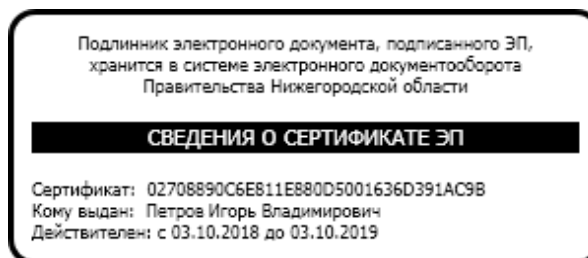 Подлинник электронного документа, подписанного ЭП,
хранится в системе электронного документооборота
Правительства Нижегородской области
СВЕДЕНИЯ О СЕРТИФИКАТЕ ЭП
Сертификат: 02708890C6E811E880D5001636D391AC9B
Кому выдан: Петров Игорь Владимирович
Действителен: с 03.10.2018 до 03.10.2019